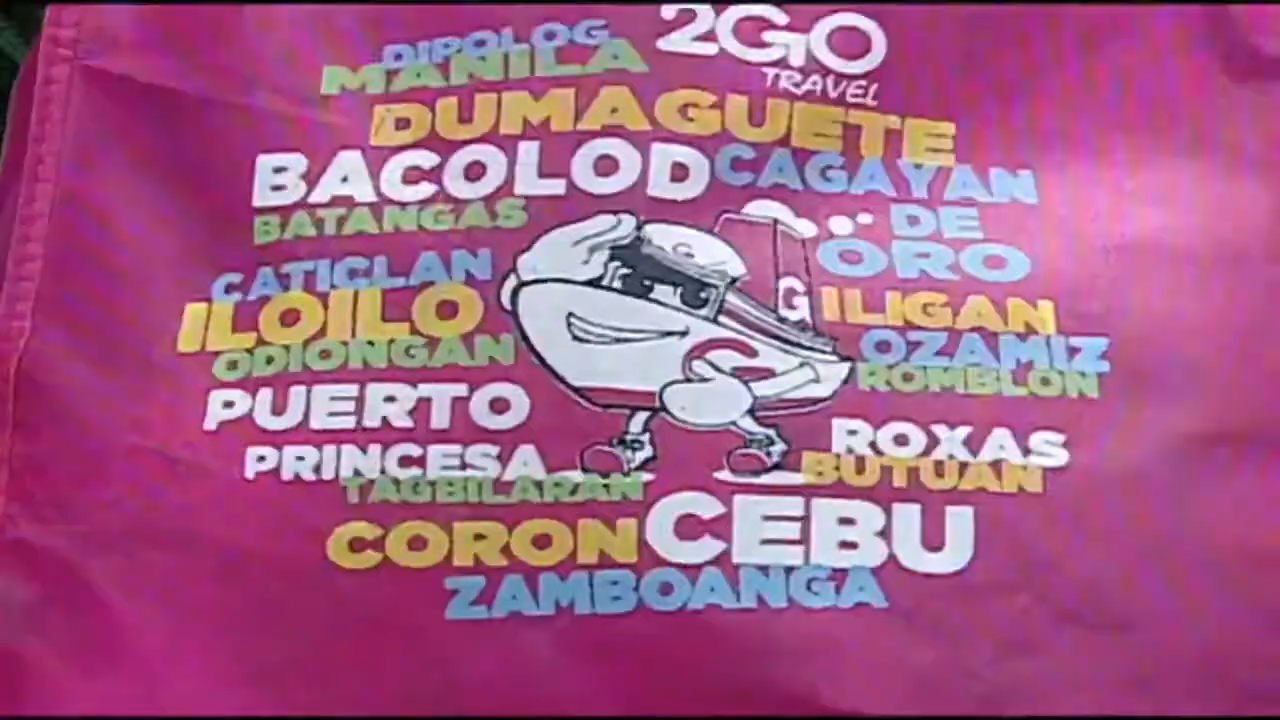 2GO
TRAVEL
DIPOLOG
MANILA
DUMAGUETE
BACOLOD
CAGAYAN
DE
ORO
BATANGAS
CATICLAN
ILOILO
ODIONGAN
G
ILIGAN
OZAMIZ
ROMBLON
PUERTO
PRINCESA
TAGBILARAN
ROXAS
BUTUAN
CORON
CEBU
ZAMBOANGA